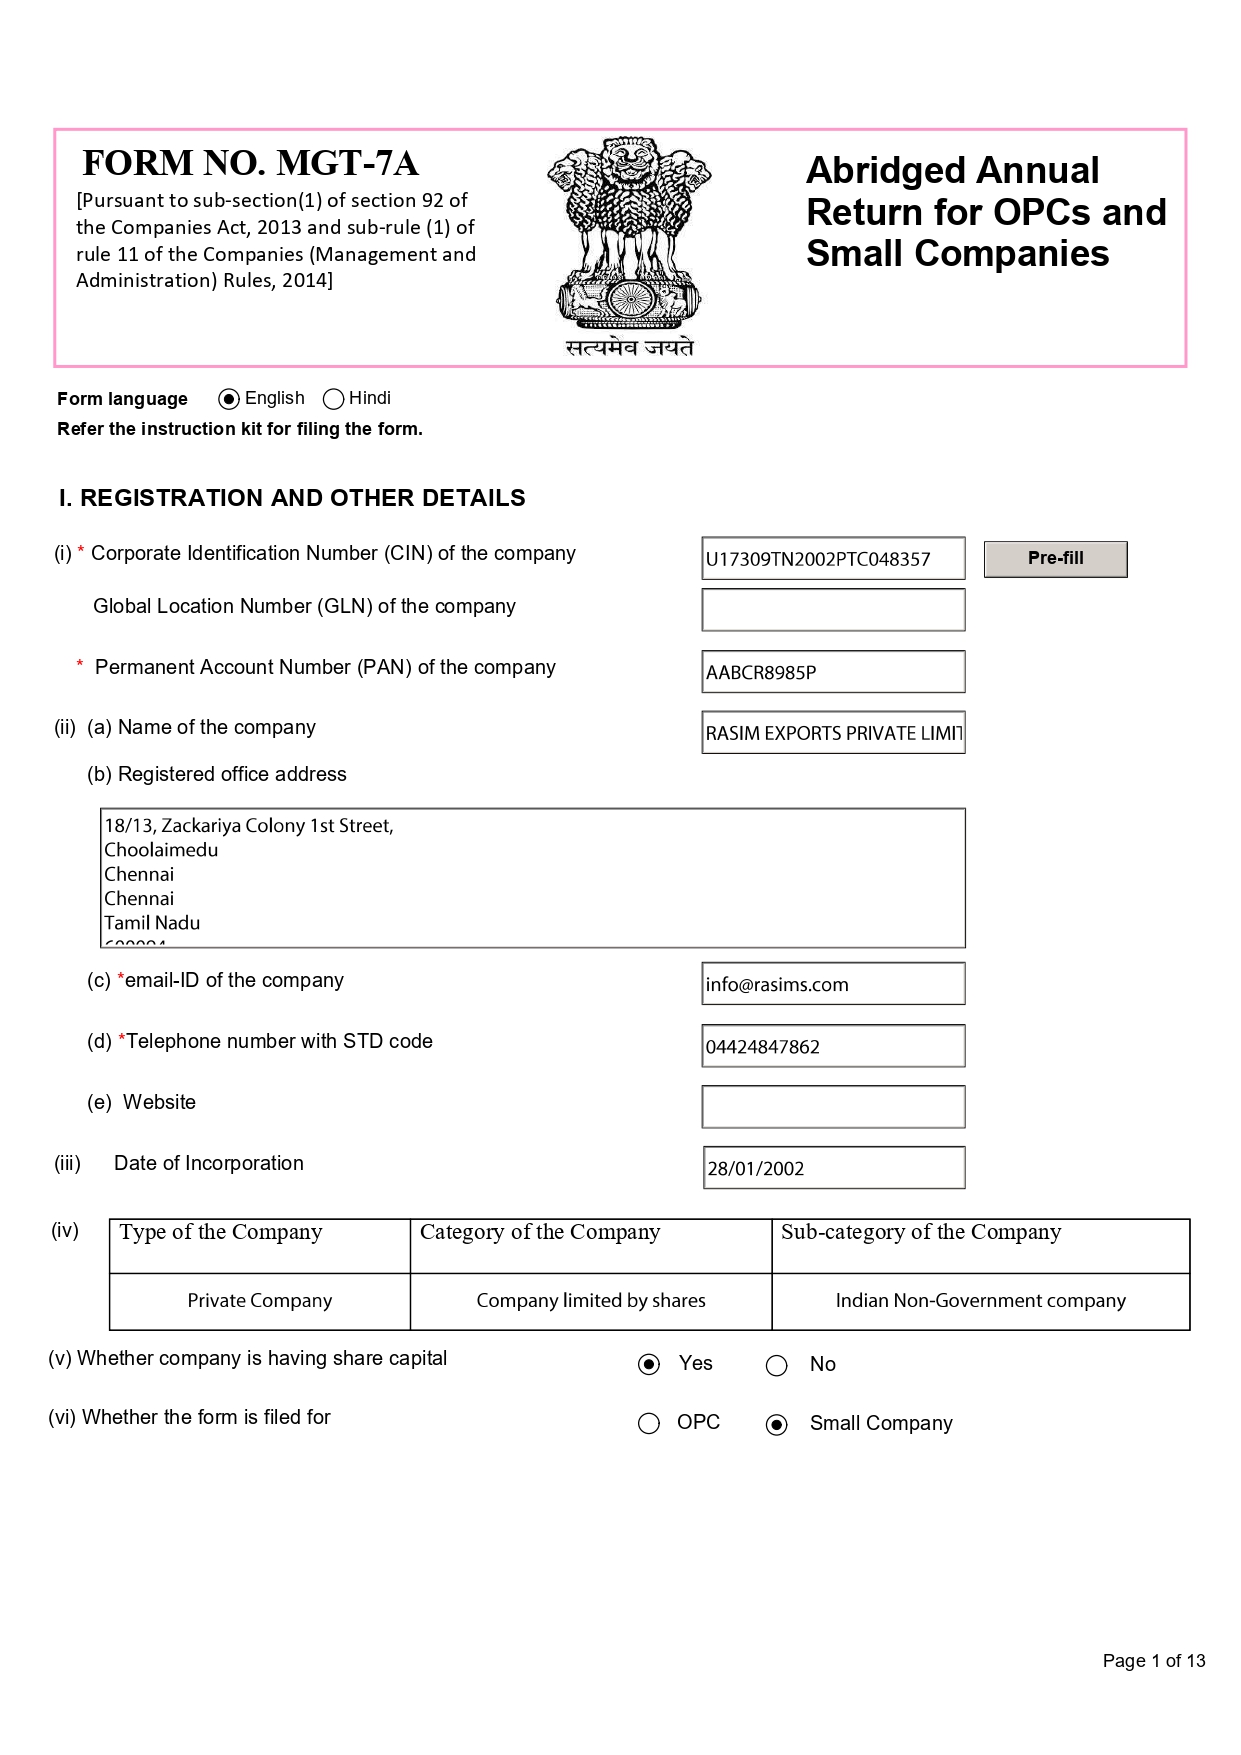 FORM NO. MGT-7A
[Pursuant to sub-section(1) of section 92 of
the Companies Act, 2013 and sub-rule (1) of
rule 11 of the Companies (Management and
Administration) Rules, 2014]
सत्यमेव जयते
Abridged Annual
Return for OPCs and
Small Companies
Form language English Hindi
Refer the instruction kit for filing the form.
I. REGISTRATION AND OTHER DETAILS
(i) * Corporate Identification Number (CIN) of the company U17309TN2002PTC048357 Pre-fill
Global Location Number (GLN) of the company
* Permanent Account Number (PAN) of the company AABCR8985P
(ii) (a) Name of the company RASIM EXPORTS PRIVATE LIMIT
(b) Registered office address
18/13, Zackariya Colony 1st Street,
Choolaimedu
Chennai
Chennai
Tamil Nadu
(c) *email-ID of the company info@rasims.com
(d) *Telephone number with STD code 04424847862
(e) Website
(iii) Date of Incorporation 28/01/2002
(iv) Type of the Company Category of the Company Sub-category of the Company
Private Company Company limited by shares Indian Non-Government company
(v) Whether company is having share capital Yes No
(vi) Whether the form is filed for OPC Small Company
Page 1 of 13